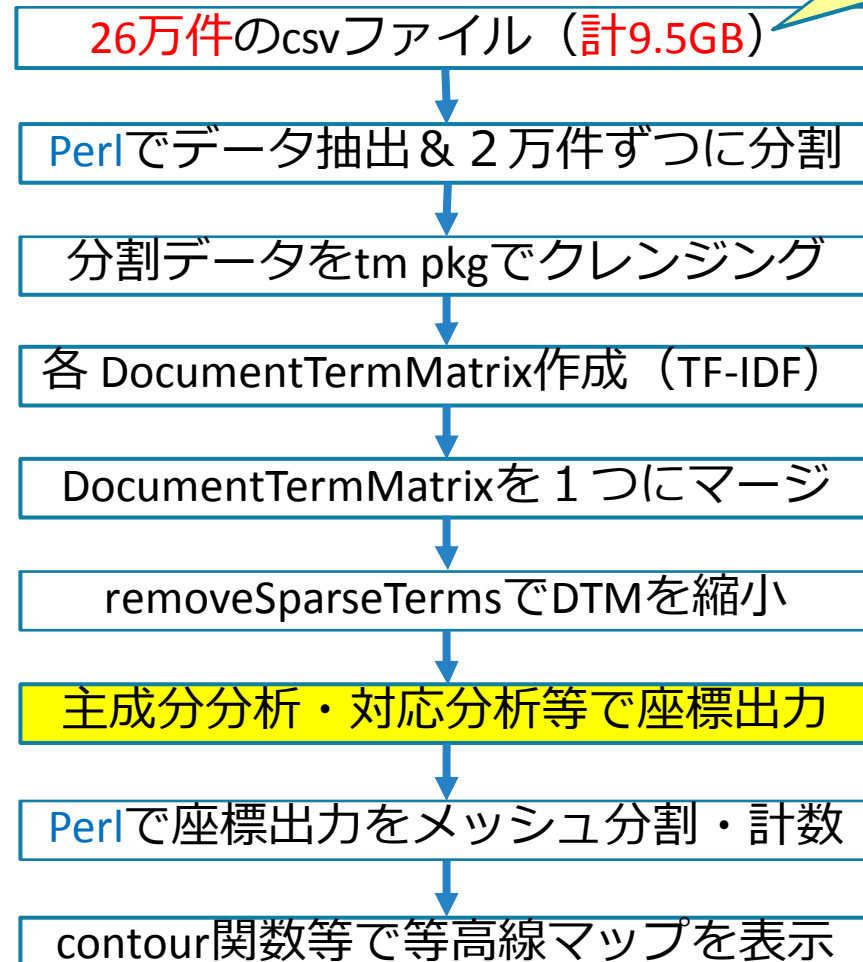 26万件のcsvファイル（計9.5GB）
Perlでデータ抽出＆２万件ずつに分割
分割データをtm pkgでクレンジング
各 DocumentTermMatrix作成（TF-IDF）
DocumentTermMatrixを１つにマージ
removeSparseTermsでDTMを縮小
主成分分析・対応分析等で座標出力
Perlで座標出力をメッシュ分割・計数
contour関数等で等高線マップを表示